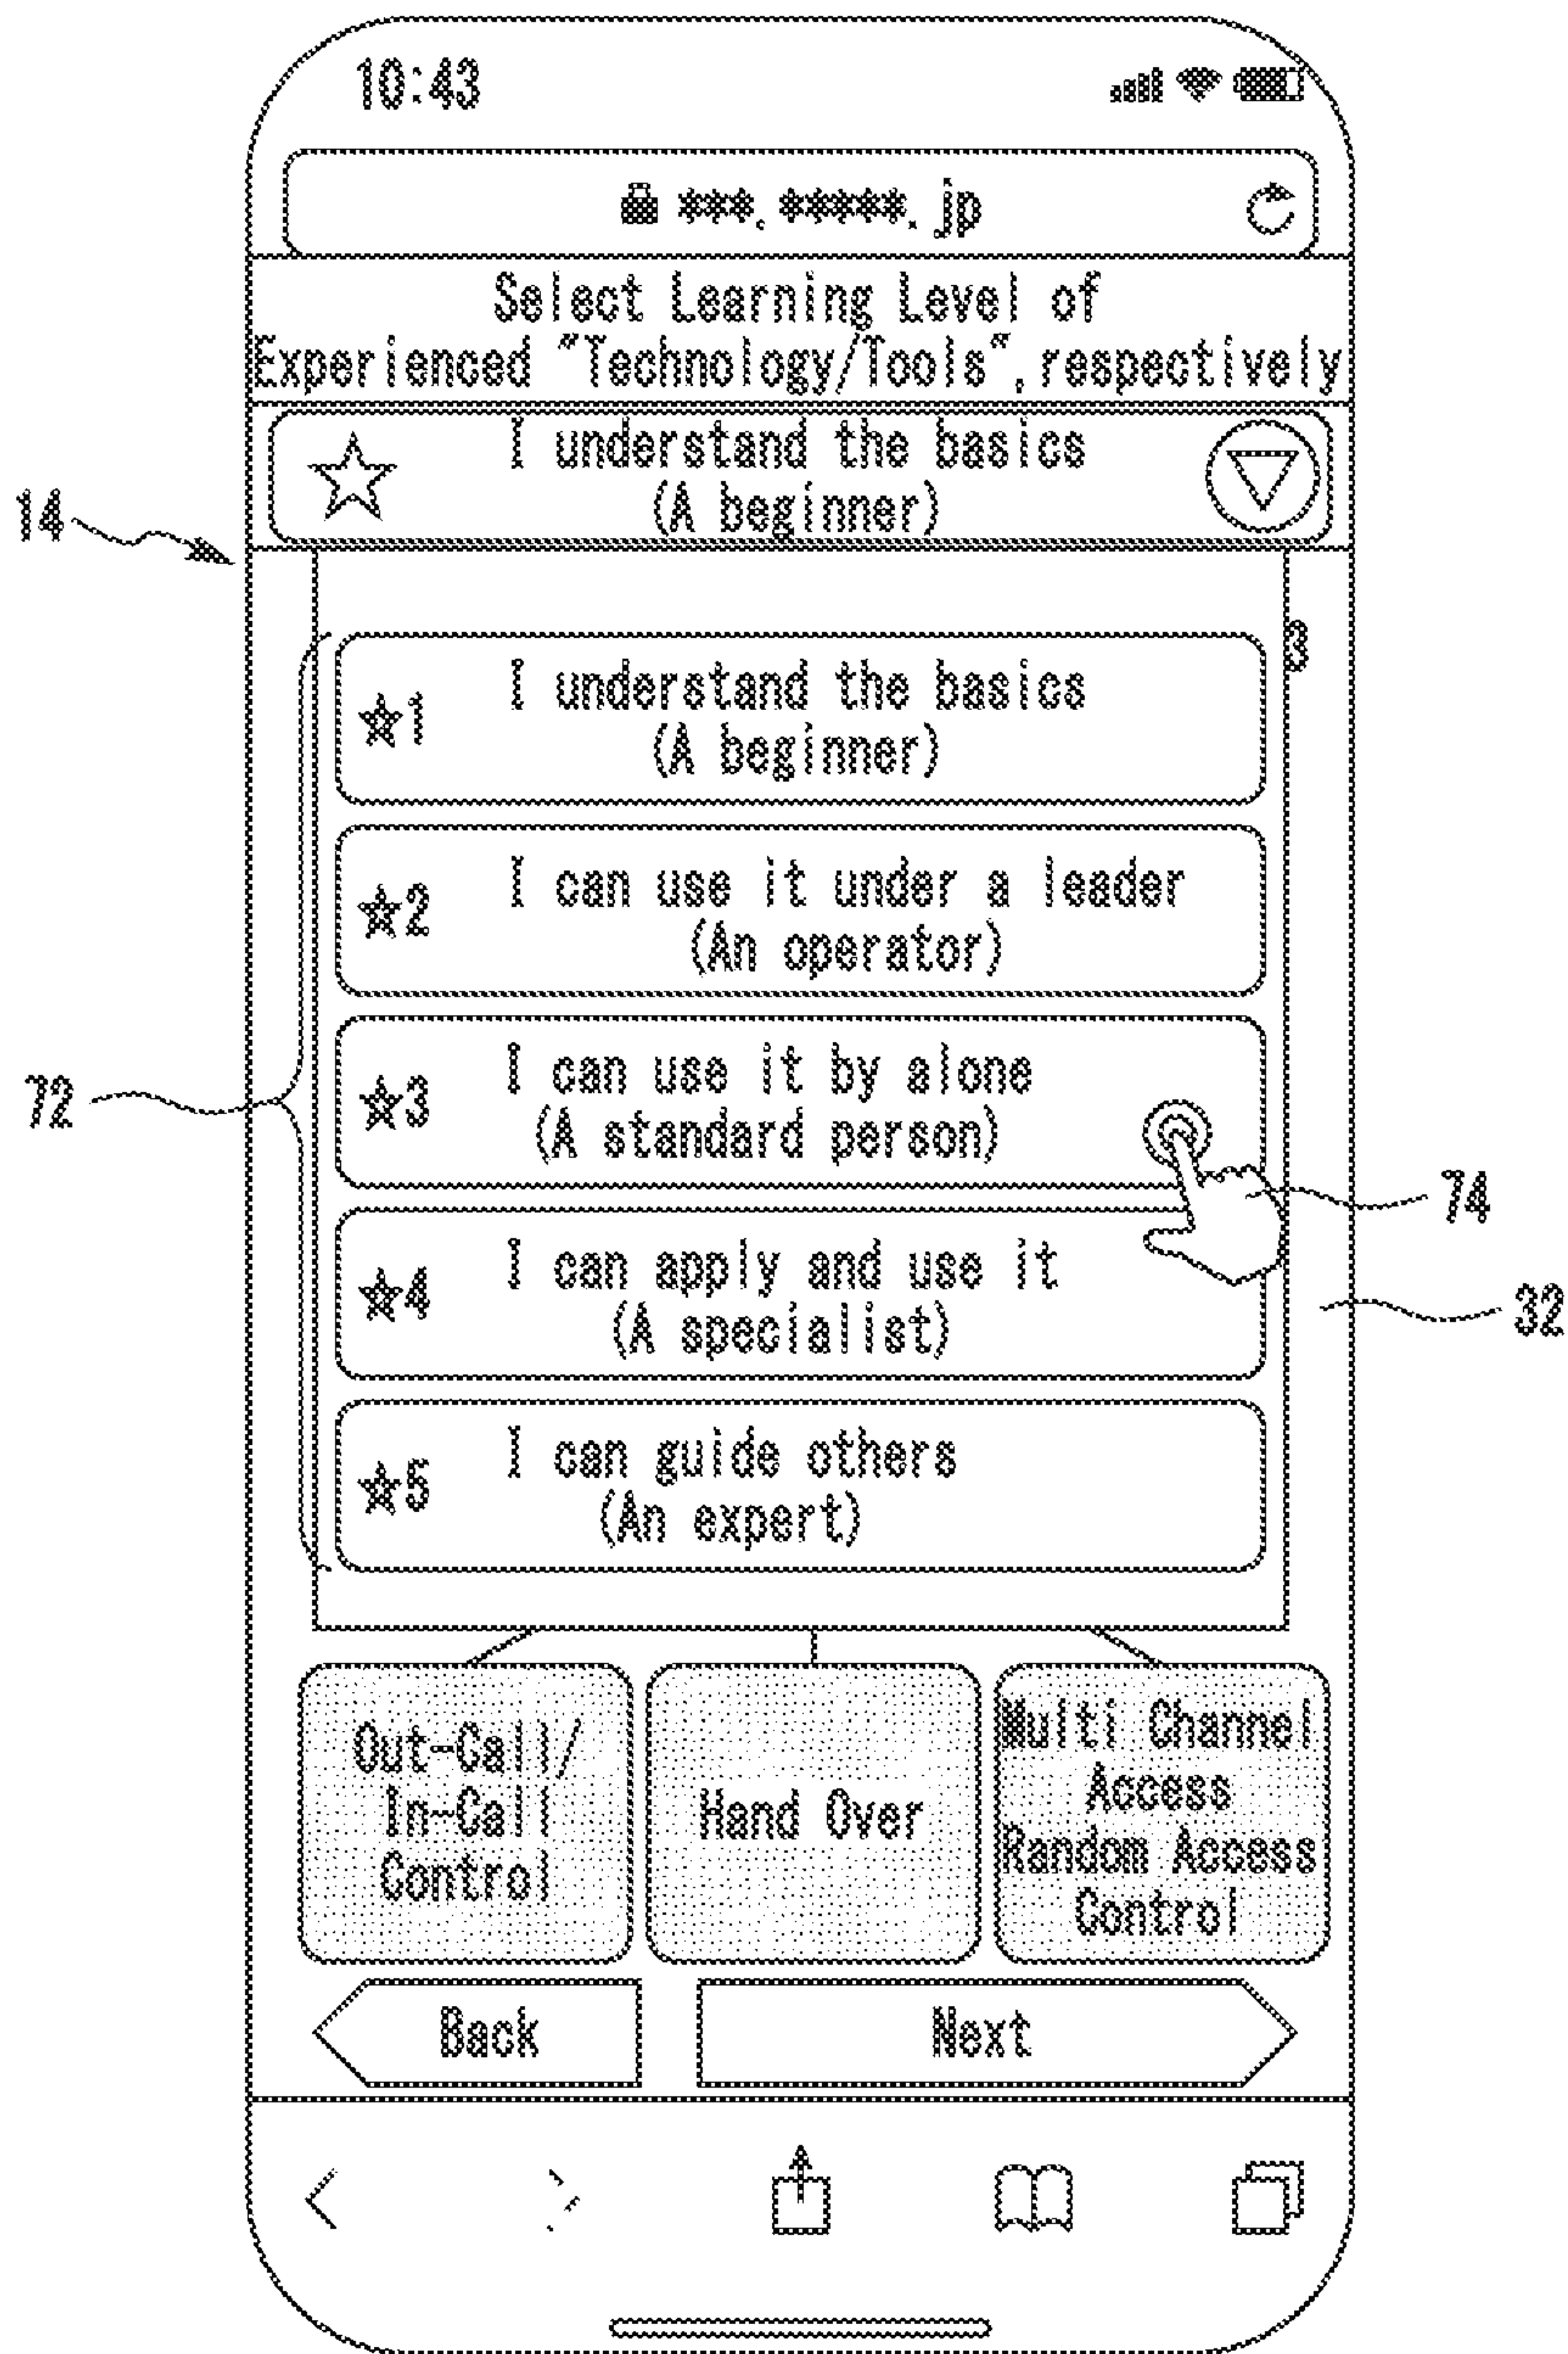 10:43
***.*****.jp
Select Learning Level of
Experienced "Technology/Tools", respectively
I understand the basics
(A beginner)
14
3
★1
I understand the basics
(A beginner)
★2
I can use it under a leader
(An operator)
★3
I can use it by alone
(A standard person)
72
74
★4
I can apply and use it
(A specialist)
32
★5
I can guide others
(An expert)
Out-Call/
In-Call
Control
Hand Over
Multi Channel
Access
Random Access
Control
Back
Next